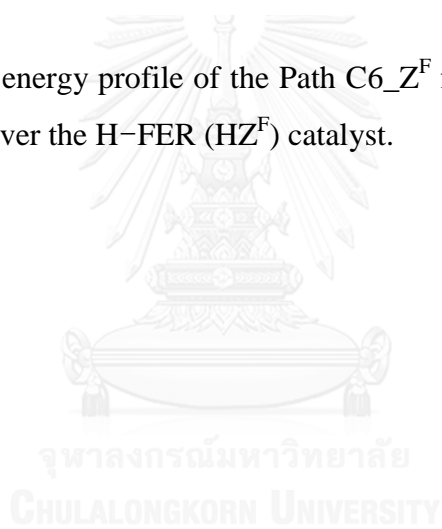 energy profile of the Path C6_Z^F
ver the H−FER (HZ^F) catalyst.
จุฬาลงกรณ์มหาวิทยาลัย
CHULALONGKORN UNIVERSITY